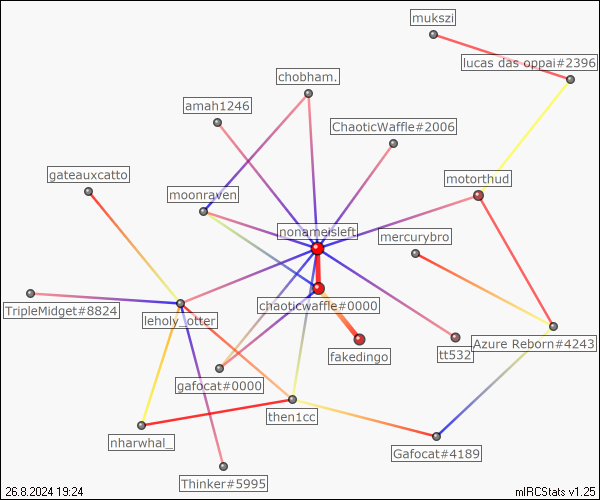 mukszi
lucas das oppai#2396
chobham.
amah1246
ChaoticWaffle#2006
gateauxcatto
motorthud
moonraven
nonameisleft
mercurybro
chaoticwaffle#0000
TripleMidget#8824
leholy_otter
Azure Reborn#4243
fakedingo
tt532
gafocat#0000
then1cc
nharwhal_
Gafocat#4189
Thinker#5995
26.8.2024 19:24
mIRCStats v1.25